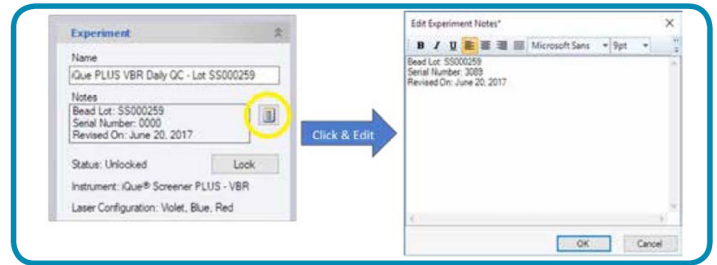 Experiment
Name
iQue PLUS VBR Daily QC - Lot SS000259
Notes
Bead Lot: SS000259
Serial Number: 0000
Revised On: June 20, 2017
Status: Unlocked
Lock
Instrument: iQue® Screener PLUS - VBR
Laser Configuration: Violet, Blue, Red
Click & Edit
Edit Experiment Notes*
B I U Microsoft Sans 9pt
Bead Lot: SS000259
Serial Number: 3089
Revised On: June 20, 2017
OK Cancel